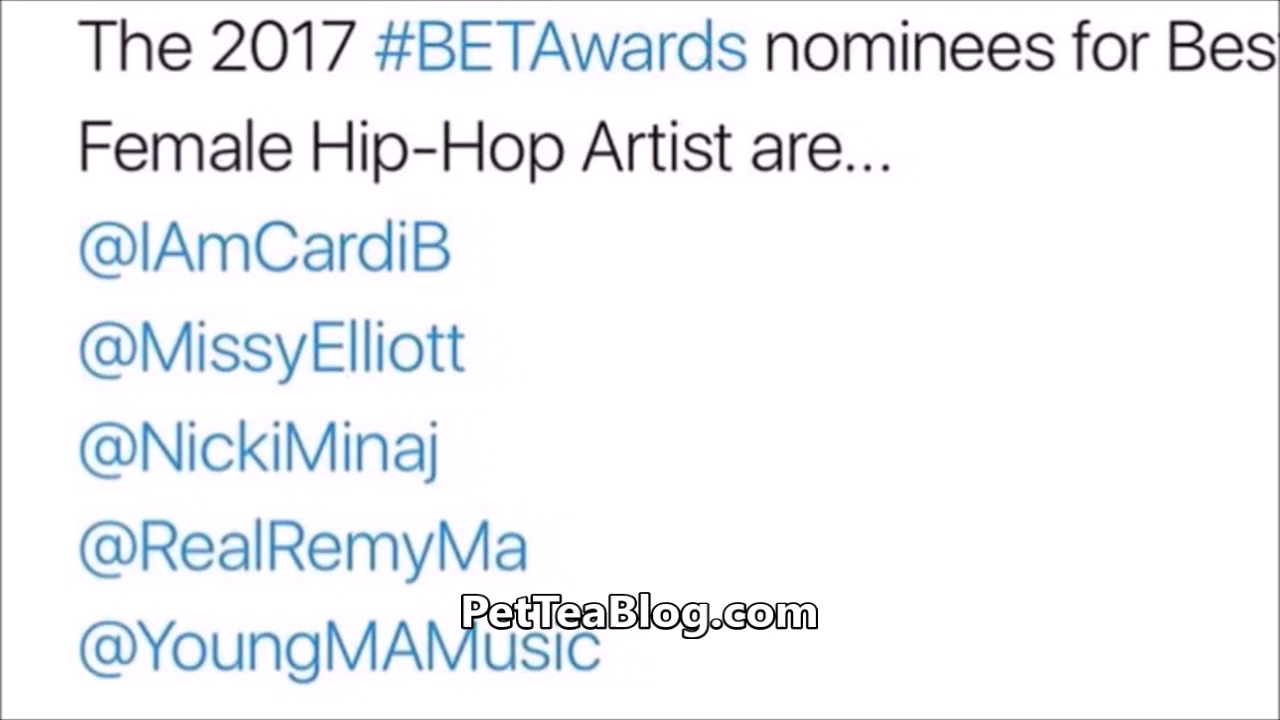 The 2017 #BETAwards nominees for Bes
Female Hip-Hop Artist are...
@IAmCardiB
@MissyElliott
@NickiMinaj
@RealRemyMa
PetTeaBlog.com
@YoungMAMusic